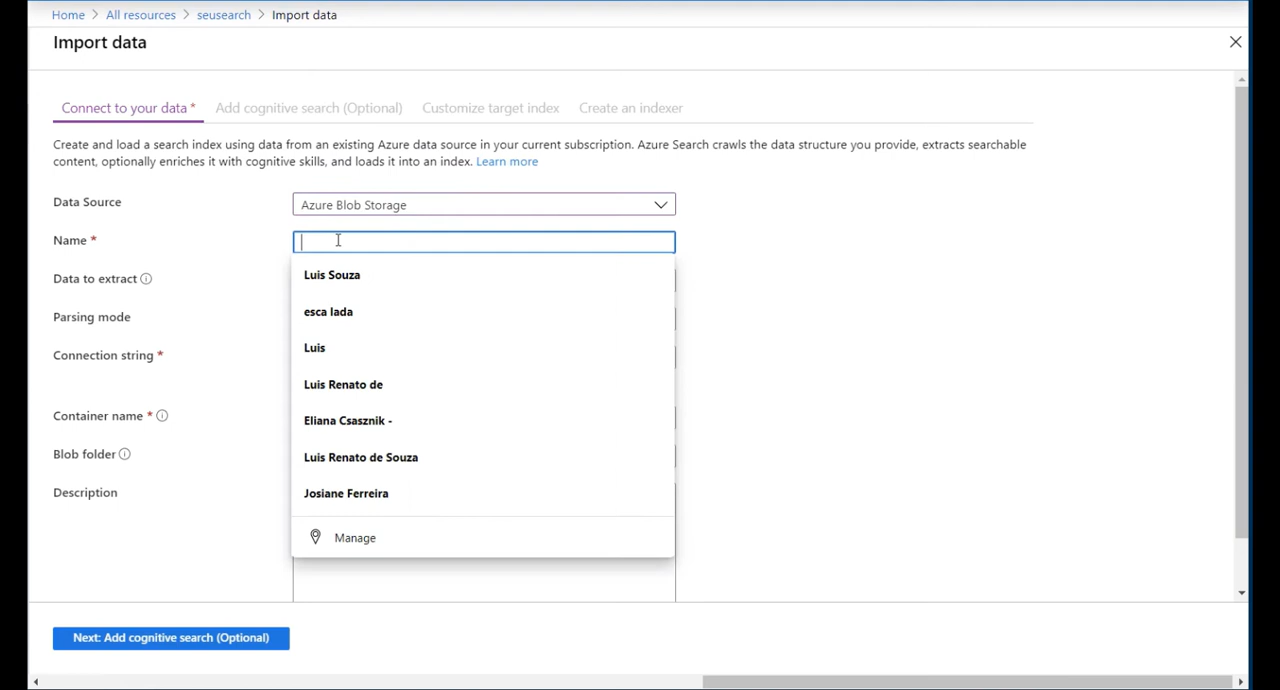 Home > All resources > seusearch > Import data
Import data
Connect to your data * Add cognitive search (Optional) Customize target index Create an indexer
Create and load a search index using data from an existing Azure data source in your current subscription. Azure Search crawls the data structure you provide, extracts searchable
content, optionally enriches it with cognitive skills, and loads it into an index. Learn more
Data Source Azure Blob Storage
Name *
Luis Souza
Data to extract
esca lada
Parsing mode
Luis
Connection string *
Luis Renato de
Eliana Csasznik -
Container name *
Luis Renato de Souza
Blob folder
Josiane Ferreira
Description
Manage
Next: Add cognitive search (Optional)